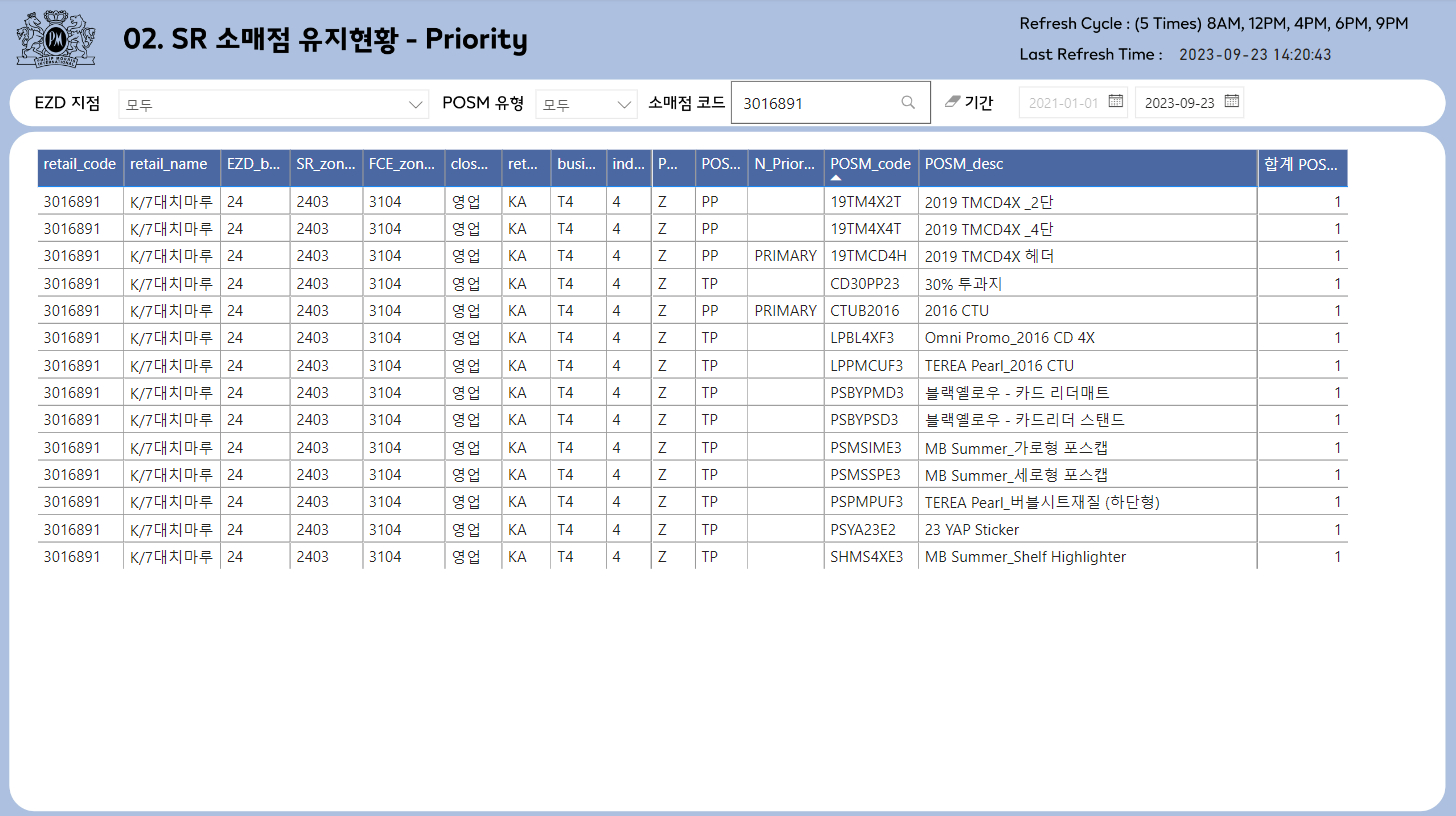 02. SR 소매점 유지현황 - Priority
Refresh Cycle : (5 Times) 8AM, 12PM, 4PM, 6PM, 9PM
Last Refresh Time : 2023-09-23 14:20:43
EZD 지점 모두 POSM 유형 모두 소매점 코드 3016891 기간 2021-01-01 2023-09-23
retail_code retail_name EZD_b... SR_zon... FCE_zon... clos... ret... busi... ind... P... POS... N_Prior... POSM_code POSM_desc 합계 POS...
3016891 K/7대치마루 24 2403 3104 영업 KA T4 4 Z PP 19TM4X2T 2019 TMCD4X _2단 1
3016891 K/7대치마루 24 2403 3104 영업 KA T4 4 Z PP 19TM4X4T 2019 TMCD4X _4단 1
3016891 K/7대치마루 24 2403 3104 영업 KA T4 4 Z PP PRIMARY 19TMCD4H 2019 TMCD4X 헤더 1
3016891 K/7대치마루 24 2403 3104 영업 KA T4 4 Z TP CD30PP23 30% 투과지 1
3016891 K/7대치마루 24 2403 3104 영업 KA T4 4 Z PP PRIMARY CTUB2016 2016 CTU 1
3016891 K/7대치마루 24 2403 3104 영업 KA T4 4 Z TP LPBL4XF3 Omni Promo_2016 CD 4X 1
3016891 K/7대치마루 24 2403 3104 영업 KA T4 4 Z TP LPPMCUF3 TEREA Pearl_2016 CTU 1
3016891 K/7대치마루 24 2403 3104 영업 KA T4 4 Z TP PSBYPMD3 블랙옐로우 - 카드 리더매트 1
3016891 K/7대치마루 24 2403 3104 영업 KA T4 4 Z TP PSBYPSD3 블랙옐로우 - 카드리더 스탠드 1
3016891 K/7대치마루 24 2403 3104 영업 KA T4 4 Z TP PSMSIME3 MB Summer_가로형 포스캡 1
3016891 K/7대치마루 24 2403 3104 영업 KA T4 4 Z TP PSMSSPE3 MB Summer_세로형 포스캡 1
3016891 K/7대치마루 24 2403 3104 영업 KA T4 4 Z TP PSPMPUF3 TEREA Pearl_버블시트재질 (하단형) 1
3016891 K/7대치마루 24 2403 3104 영업 KA T4 4 Z TP PSYA23E2 23 YAP Sticker 1
3016891 K/7대치마루 24 2403 3104 영업 KA T4 4 Z TP SHMS4XE3 MB Summer_Shelf Highlighter 1